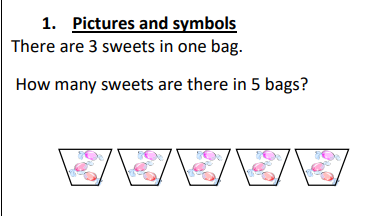 1. Pictures and symbols
There are 3 sweets in one bag.
How many sweets are there in 5 bags?